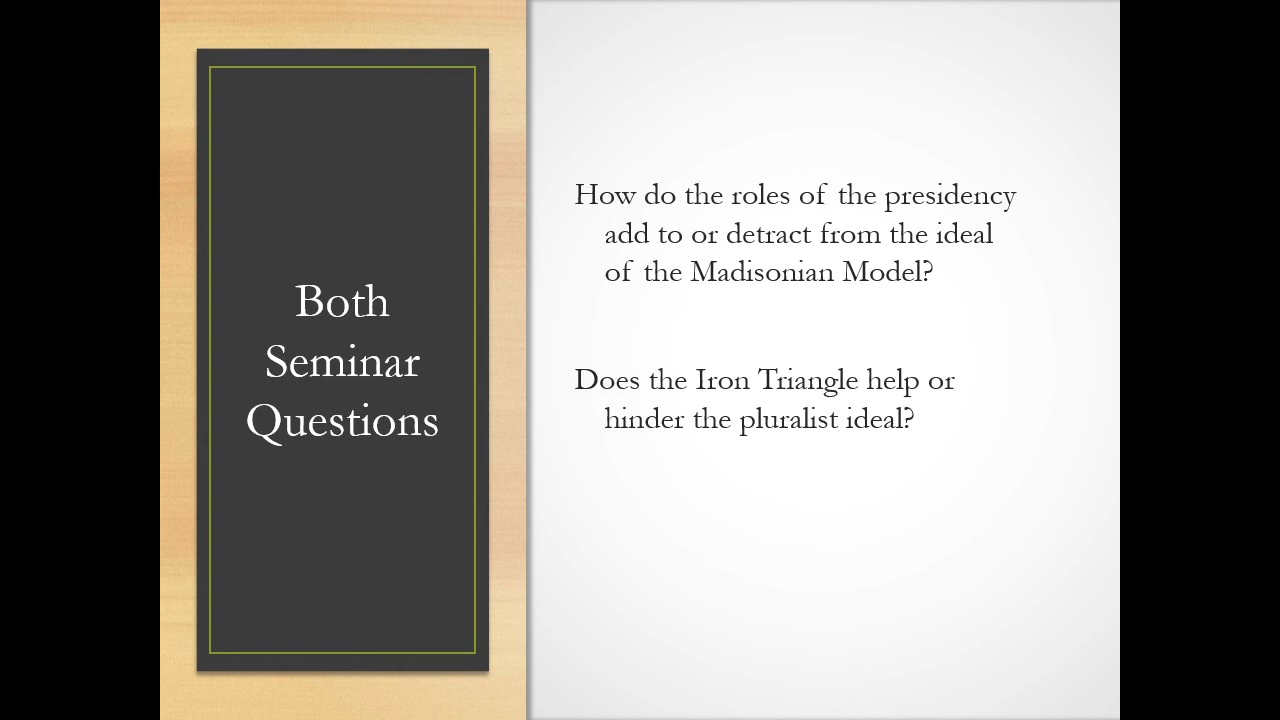 Both
Seminar
Questions
How do the roles of the presidency
add to or detract from the ideal
of the Madisonian Model?
Does the Iron Triangle help or
hinder the pluralist ideal?